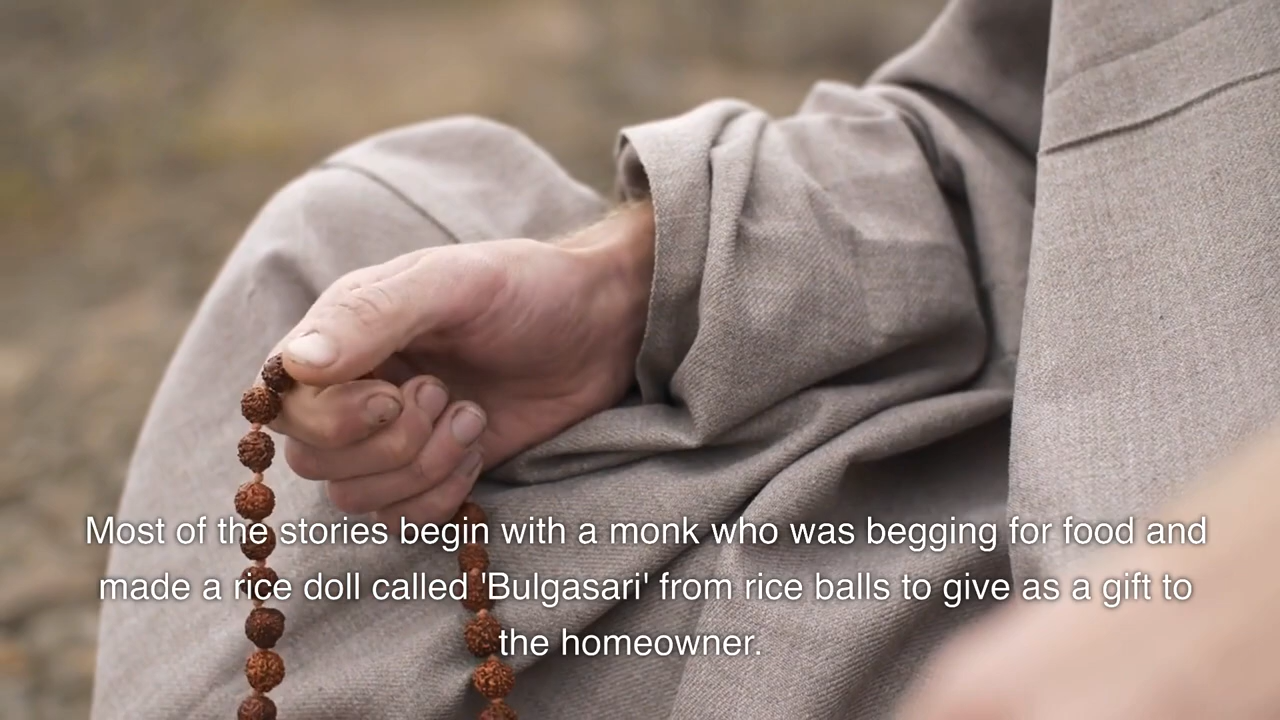 Most of the stories begin with a monk who was begging for food and
made a rice doll called 'Bulgasari' from rice balls to give as a gift to
the homeowner.